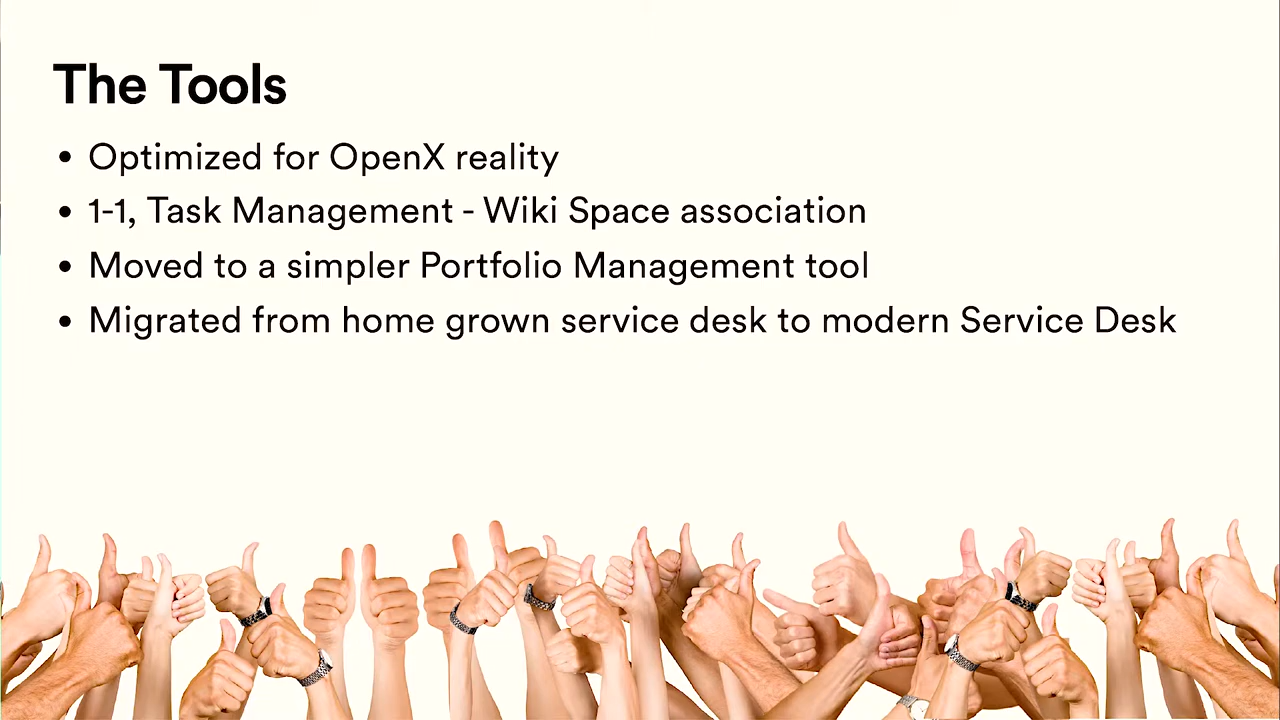 The Tools
• Optimized for OpenX reality
• 1-1, Task Management - Wiki Space association
• Moved to a simpler Portfolio Management tool
• Migrated from home grown service desk to modern Service Desk